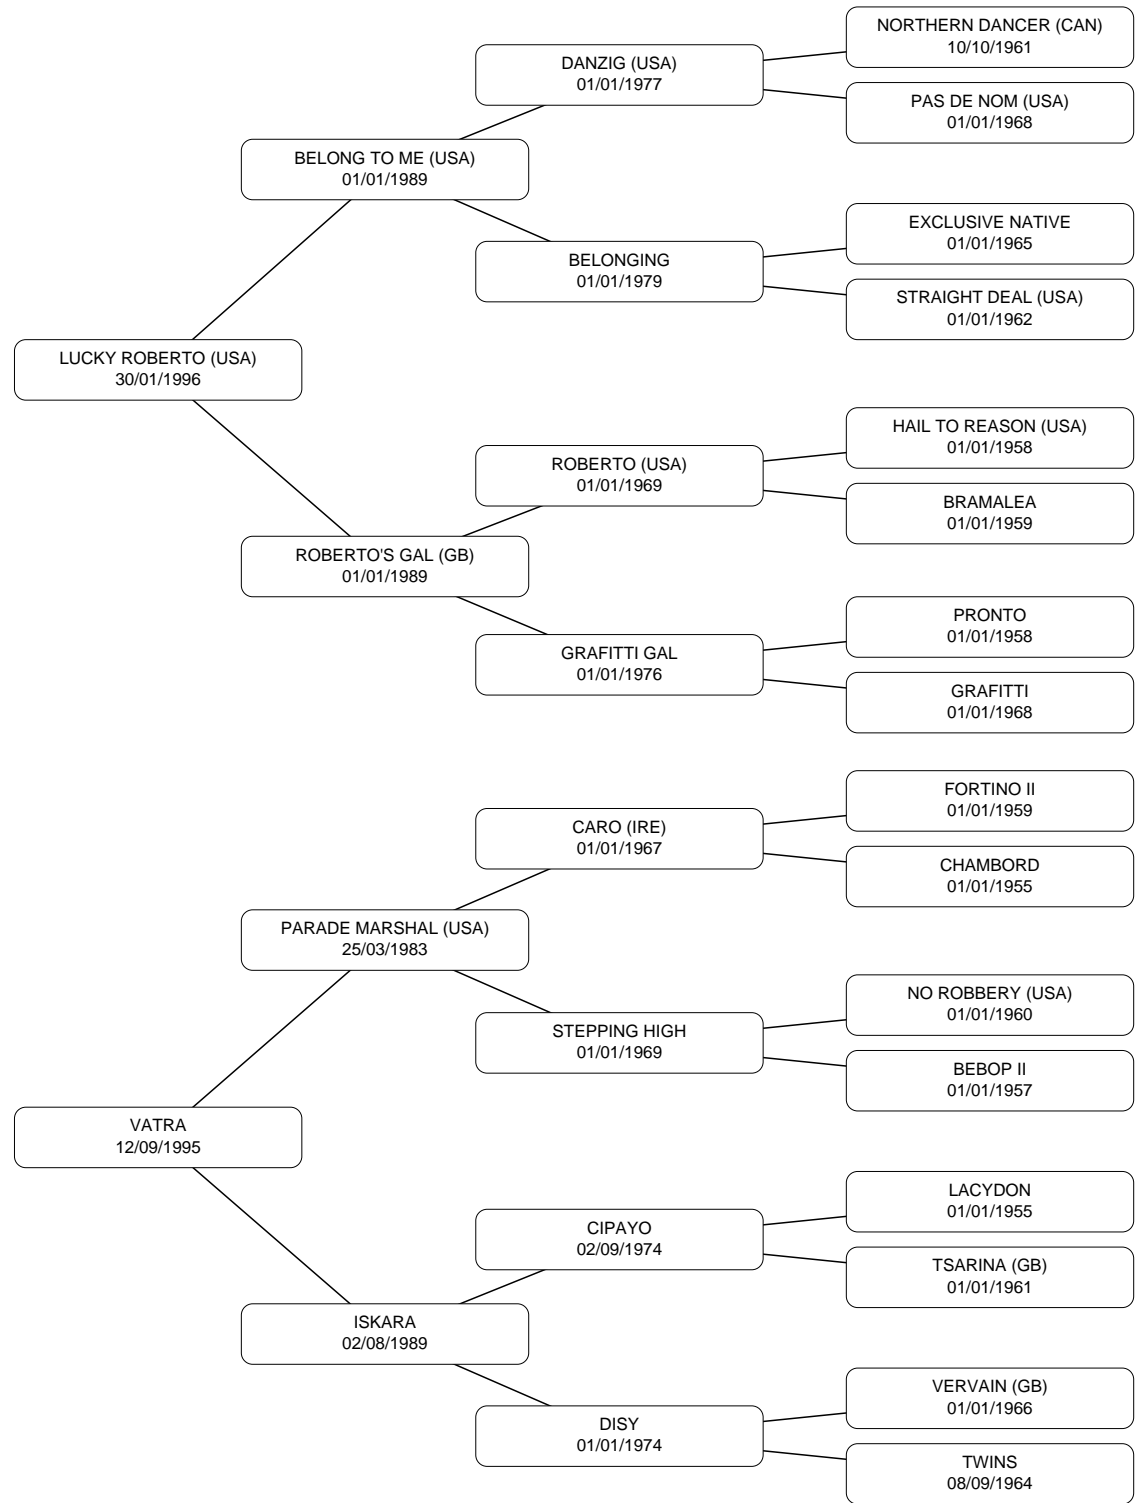 NORTHERN DANCER (CAN)
10/10/1961
DANZIG (USA)
01/01/1977
PAS DE NOM (USA)
01/01/1968
BELONG TO ME (USA)
01/01/1989
EXCLUSIVE NATIVE
01/01/1965
BELONGING
01/01/1979
STRAIGHT DEAL (USA)
01/01/1962
LUCKY ROBERTO (USA)
30/01/1996
HAIL TO REASON (USA)
01/01/1958
ROBERTO (USA)
01/01/1969
BRAMALEA
01/01/1959
ROBERTO'S GAL (GB)
01/01/1989
PRONTO
01/01/1958
GRAFITTI GAL
01/01/1976
GRAFITTI
01/01/1968
FORTINO II
01/01/1959
CARO (IRE)
01/01/1967
CHAMBORD
01/01/1955
PARADE MARSHAL (USA)
25/03/1983
NO ROBBERY (USA)
01/01/1960
STEPPING HIGH
01/01/1969
BEBOP II
01/01/1957
VATRA
12/09/1995
LACYDON
01/01/1955
CIPAYO
02/09/1974
TSARINA (GB)
01/01/1961
ISKARA
02/08/1989
VERVAIN (GB)
01/01/1966
DISY
01/01/1974
TWINS
08/09/1964